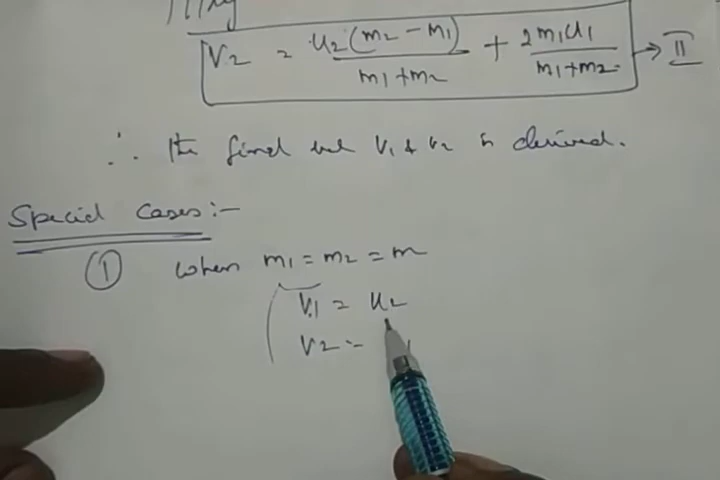 V2 = u2(m2 - m1)/m1+m2 + 2m1u1/m1+m2 → II
∴ the final vel V1 & v2 is derived.
Special Cases:-
① when m1 = m2 = m
V1 = u2
V2 =